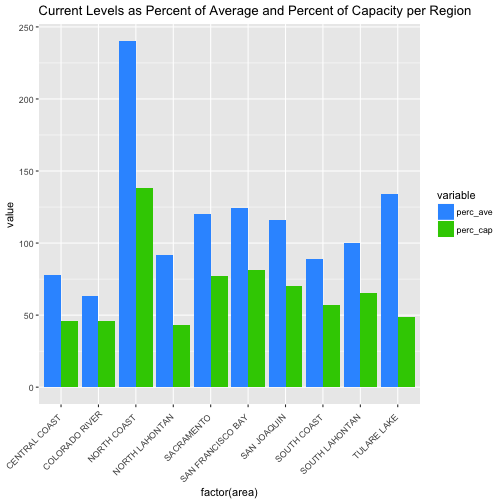 Current Levels as Percent of Average and Percent of Capacity per Region
250
200
150
100
50
0
value
CENTRAL COAST
COLORADO RIVER
NORTH COAST
NORTH LAHONTAN
SACRAMENTO
SAN FRANCISCO BAY
SAN JOAQUIN
SOUTH COAST
SOUTH LAHONTAN
TULARE LAKE
factor(area)
variable
perc_ave
perc_cap